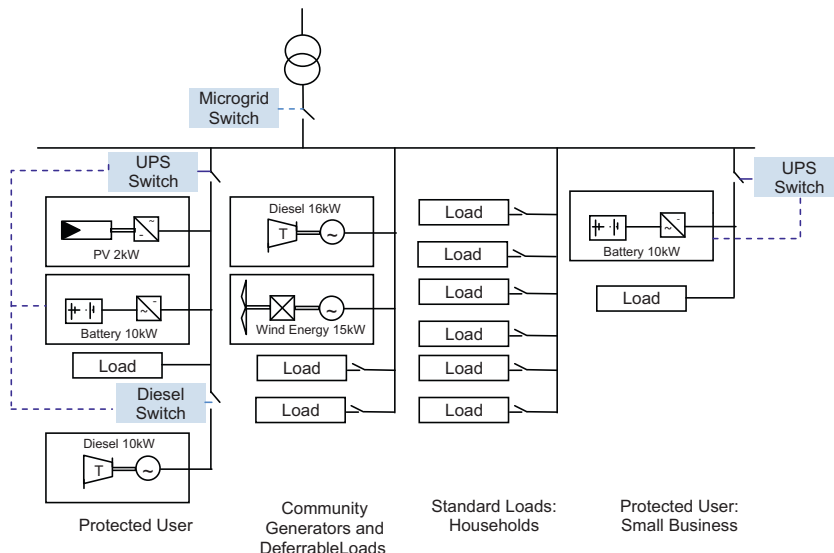 Microgrid
Switch
UPS
Switch
UPS
Switch
PV 2kW
Diesel 16kW
T
~
Load
Load
Load
Load
Load
Load
~
-
Battery 10kW
Load
~
-
Battery 10kW
Load
Diesel
Switch
Diesel 10kW
T
~
~
-
Wind Energy 15kW
~
Load
Load
Protected User
Community
Generators and
DeferrableLoads
Standard Loads:
Households
Protected User:
Small Business